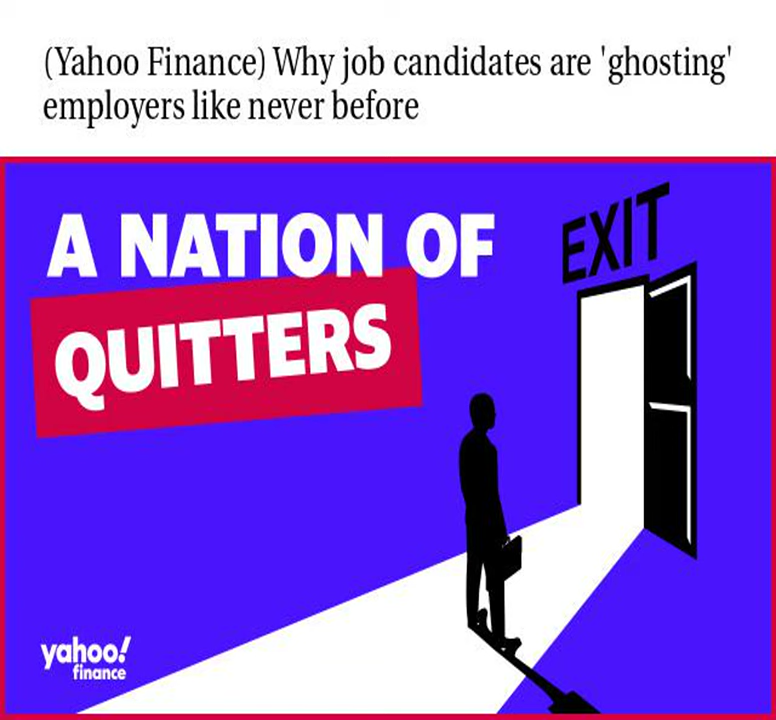 (Yahoo Finance) Why job candidates are 'ghosting'
employers like never before
A NATION OF
EXIT
QUITTERS
yahoo!
finance